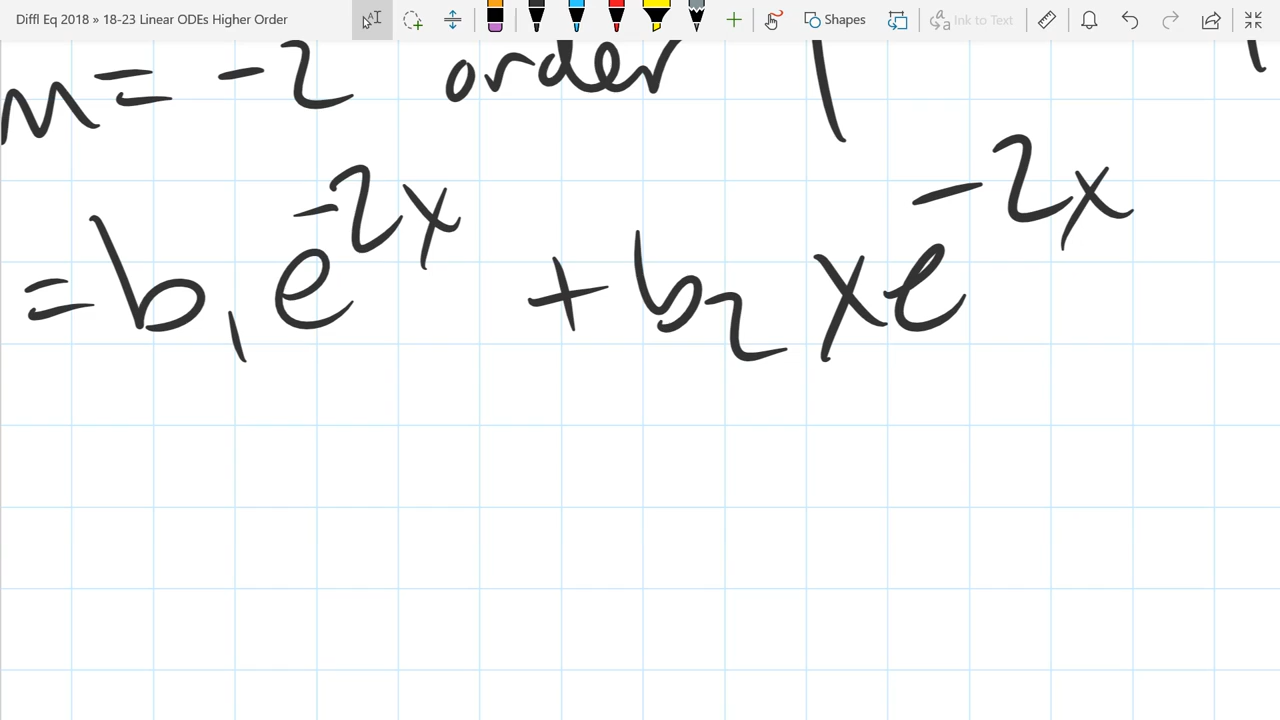 Diffl Eq 2018 » 18-23 Linear ODEs Higher Order Shapes Ink to Text
m = -2 order
= b₁e⁻²ˣ + b₂xe⁻²ˣ